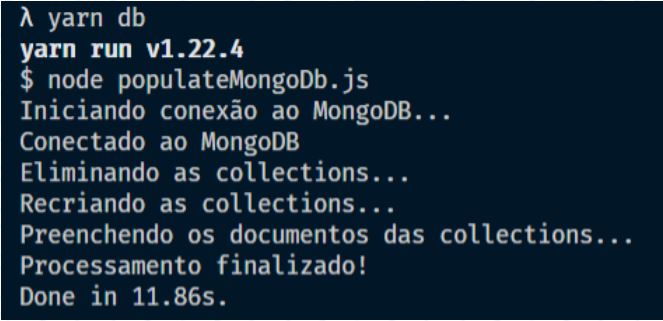 λ yarn db
yarn run v1.22.4
$ node populateMongoDb.js
Iniciando conexão ao MongoDB...
Conectado ao MongoDB
Eliminando as collections...
Recriando as collections...
Preenchendo os documentos das collections...
Processamento finalizado!
Done in 11.86s.